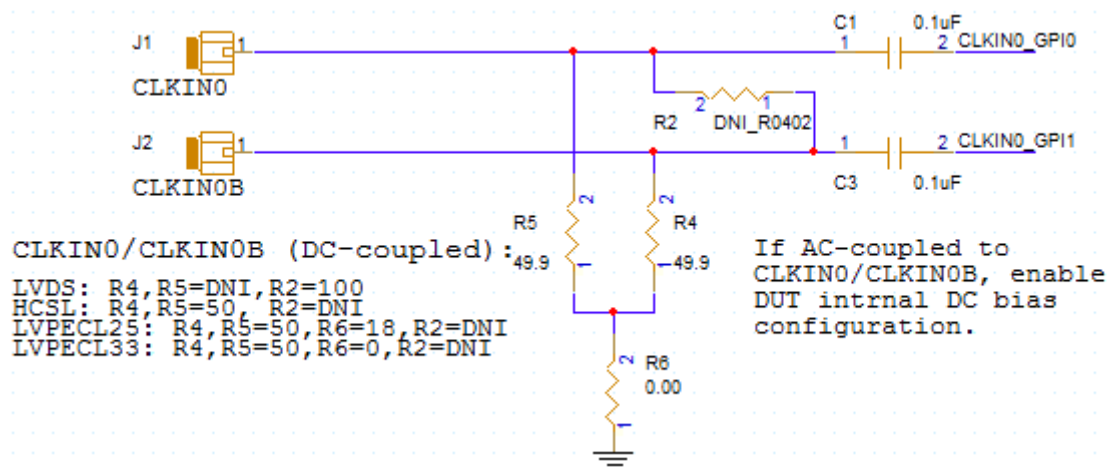 C1 0.1uF
J1 1 1 2 CLKIN0_GPI0
CLKIN0
2 1
R2 DNI_R0402
J2 1 1 2 CLKIN0_GPI1
CLKIN0B
C3 0.1uF
2 2
R5 R4
CLKIN0/CLKIN0B (DC-coupled):
49.9 1 1 49.9
LVDS: R4,R5=DNI,R2=100
HCSL: R4,R5=50, R2=DNI
LVPECL25: R4,R5=50,R6=18,R2=DNI
LVPECL33: R4,R5=50,R6=0,R2=DNI
If AC-coupled to
CLKIN0/CLKIN0B, enable
DUT intrnal DC bias
configuration.
2 R6
0.00
1